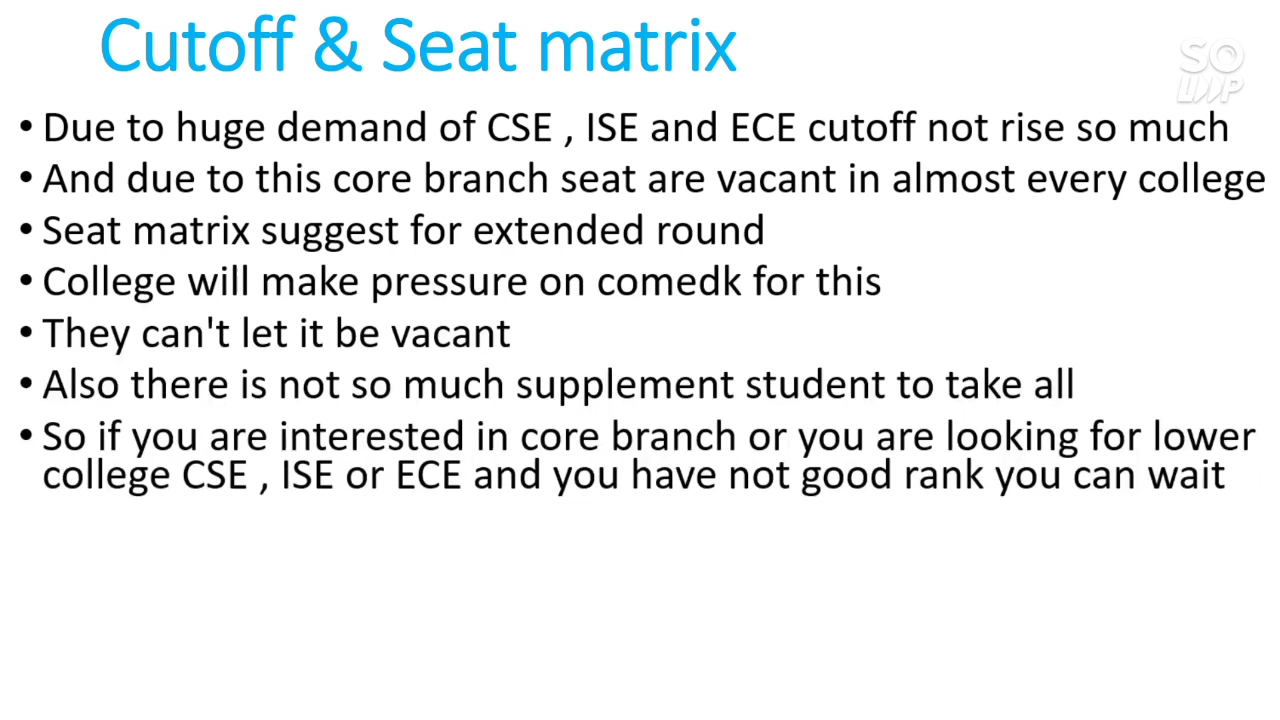 Cutoff & Seat matrix
SO
LOOP
• Due to huge demand of CSE , ISE and ECE cutoff not rise so much
• And due to this core branch seat are vacant in almost every college
• Seat matrix suggest for extended round
• College will make pressure on comedk for this
• They can't let it be vacant
• Also there is not so much supplement student to take all
• So if you are interested in core branch or you are looking for lower
college CSE , ISE or ECE and you have not good rank you can wait